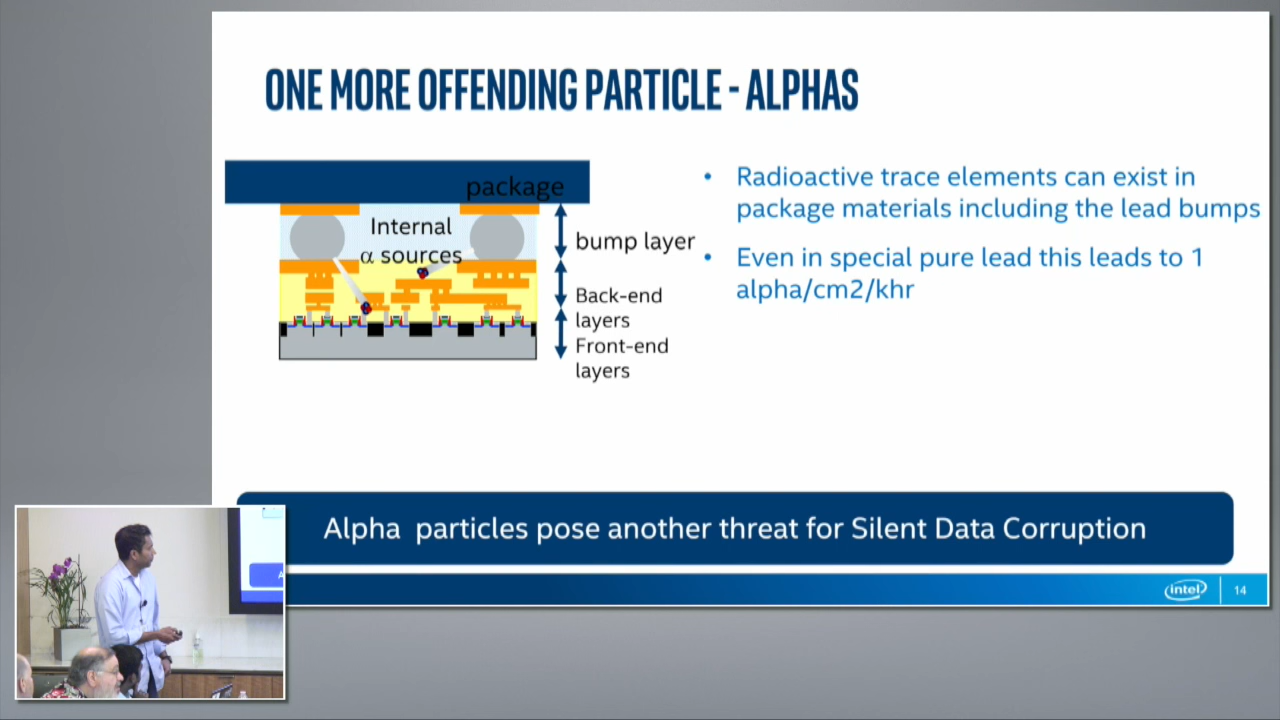 ONE MORE OFFENDING PARTICLE - ALPHAS
package
Internal
α sources
bump layer
Back-end
layers
Front-end
layers
• Radioactive trace elements can exist in
package materials including the lead bumps
• Even in special pure lead this leads to 1
alpha/cm2/khr
Alpha particles pose another threat for Silent Data Corruption
intel
14